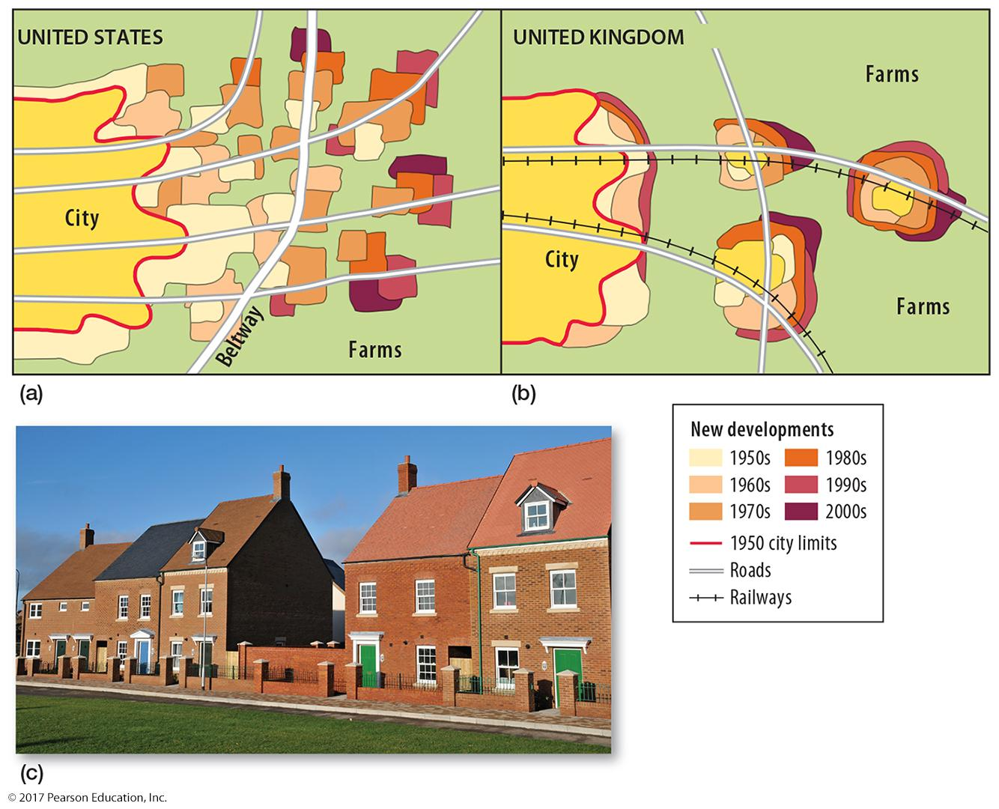 UNITED STATES
City
Beltway
Farms
(a)
UNITED KINGDOM
Farms
City
Farms
(b)
New developments
1950s
1980s
1960s
1990s
1970s
2000s
1950 city limits
Roads
Railways
(c)
© 2017 Pearson Education, Inc.